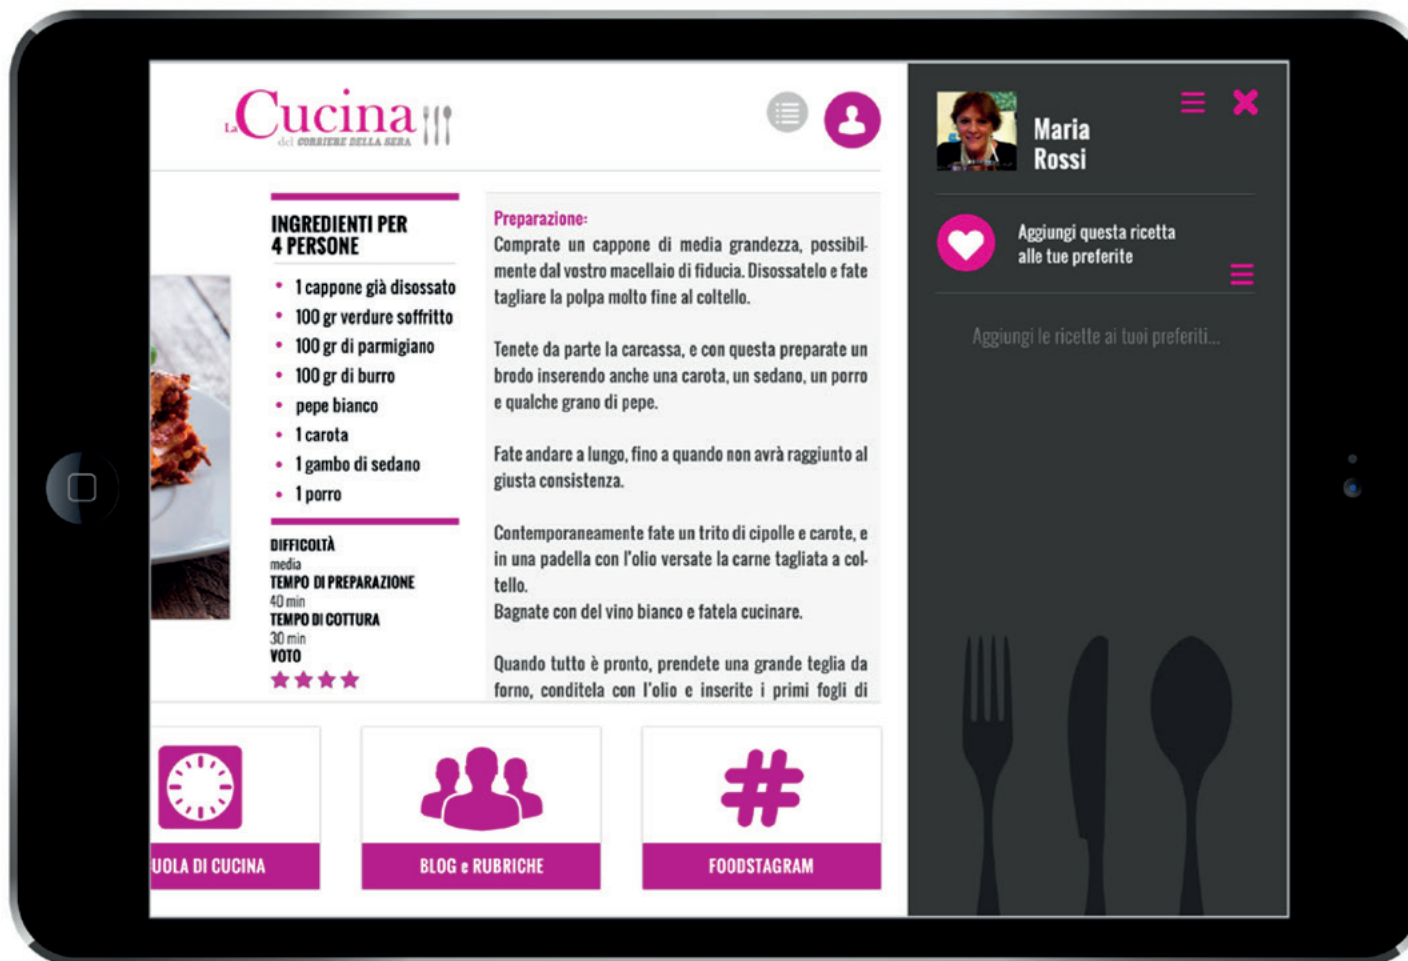 La Cucina
del CORRIERE DELLA SERA
INGREDIENTI PER
4 PERSONE
1 cappone già disossato
100 gr verdure soffritto
100 gr di parmigiano
100 gr di burro
pepe bianco
1 carota
1 gambo di sedano
1 porro
DIFFICOLTÀ
media
TEMPO DI PREPARAZIONE
40 min
TEMPO DI COTTURA
30 min
VOTO
Preparazione:
Comprate un cappone di media grandezza, possibil-
mente dal vostro macellaio di fiducia. Disossatelo e fate
tagliare la polpa molto fine al coltello.
Tenete da parte la carcassa, e con questa preparate un
brodo inserendo anche una carota, un sedano, un porro
e qualche grano di pepe.
Fate andare a lungo, fino a quando non avrà raggiunto al
giusta consistenza.
Contemporaneamente fate un trito di cipolle e carote, e
in una padella con l'olio versate la carne tagliata a col-
tello.
Bagnate con del vino bianco e fatela cucinare.
Quando tutto è pronto, prendete una grande teglia da
forno, conditela con l'olio e inserite i primi fogli di
UOLA DI CUCINA
BLOG e RUBRICHE
#
FOODSTAGRAM
Maria
Rossi
Aggiungi questa ricetta
alle tue preferite
Aggiungi le ricette ai tuoi preferiti...